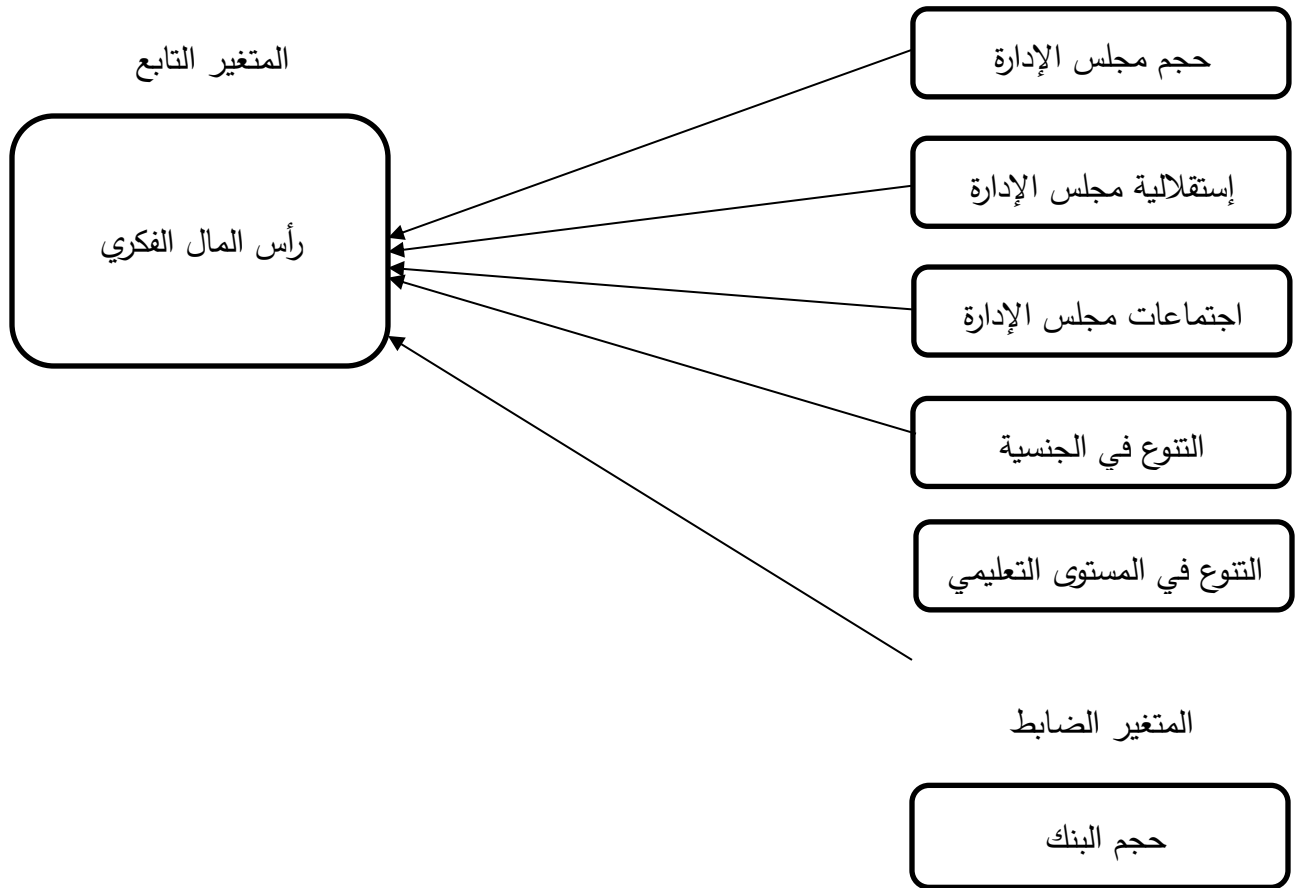 حجم مجلس الإدارة
المتغير التابع
إستقلالية مجلس الإدارة
رأس المال الفكري
اجتماعات مجلس الإدارة
التنوع في الجنسية
التنوع في المستوى التعليمي
المتغير الضابط
حجم البنك